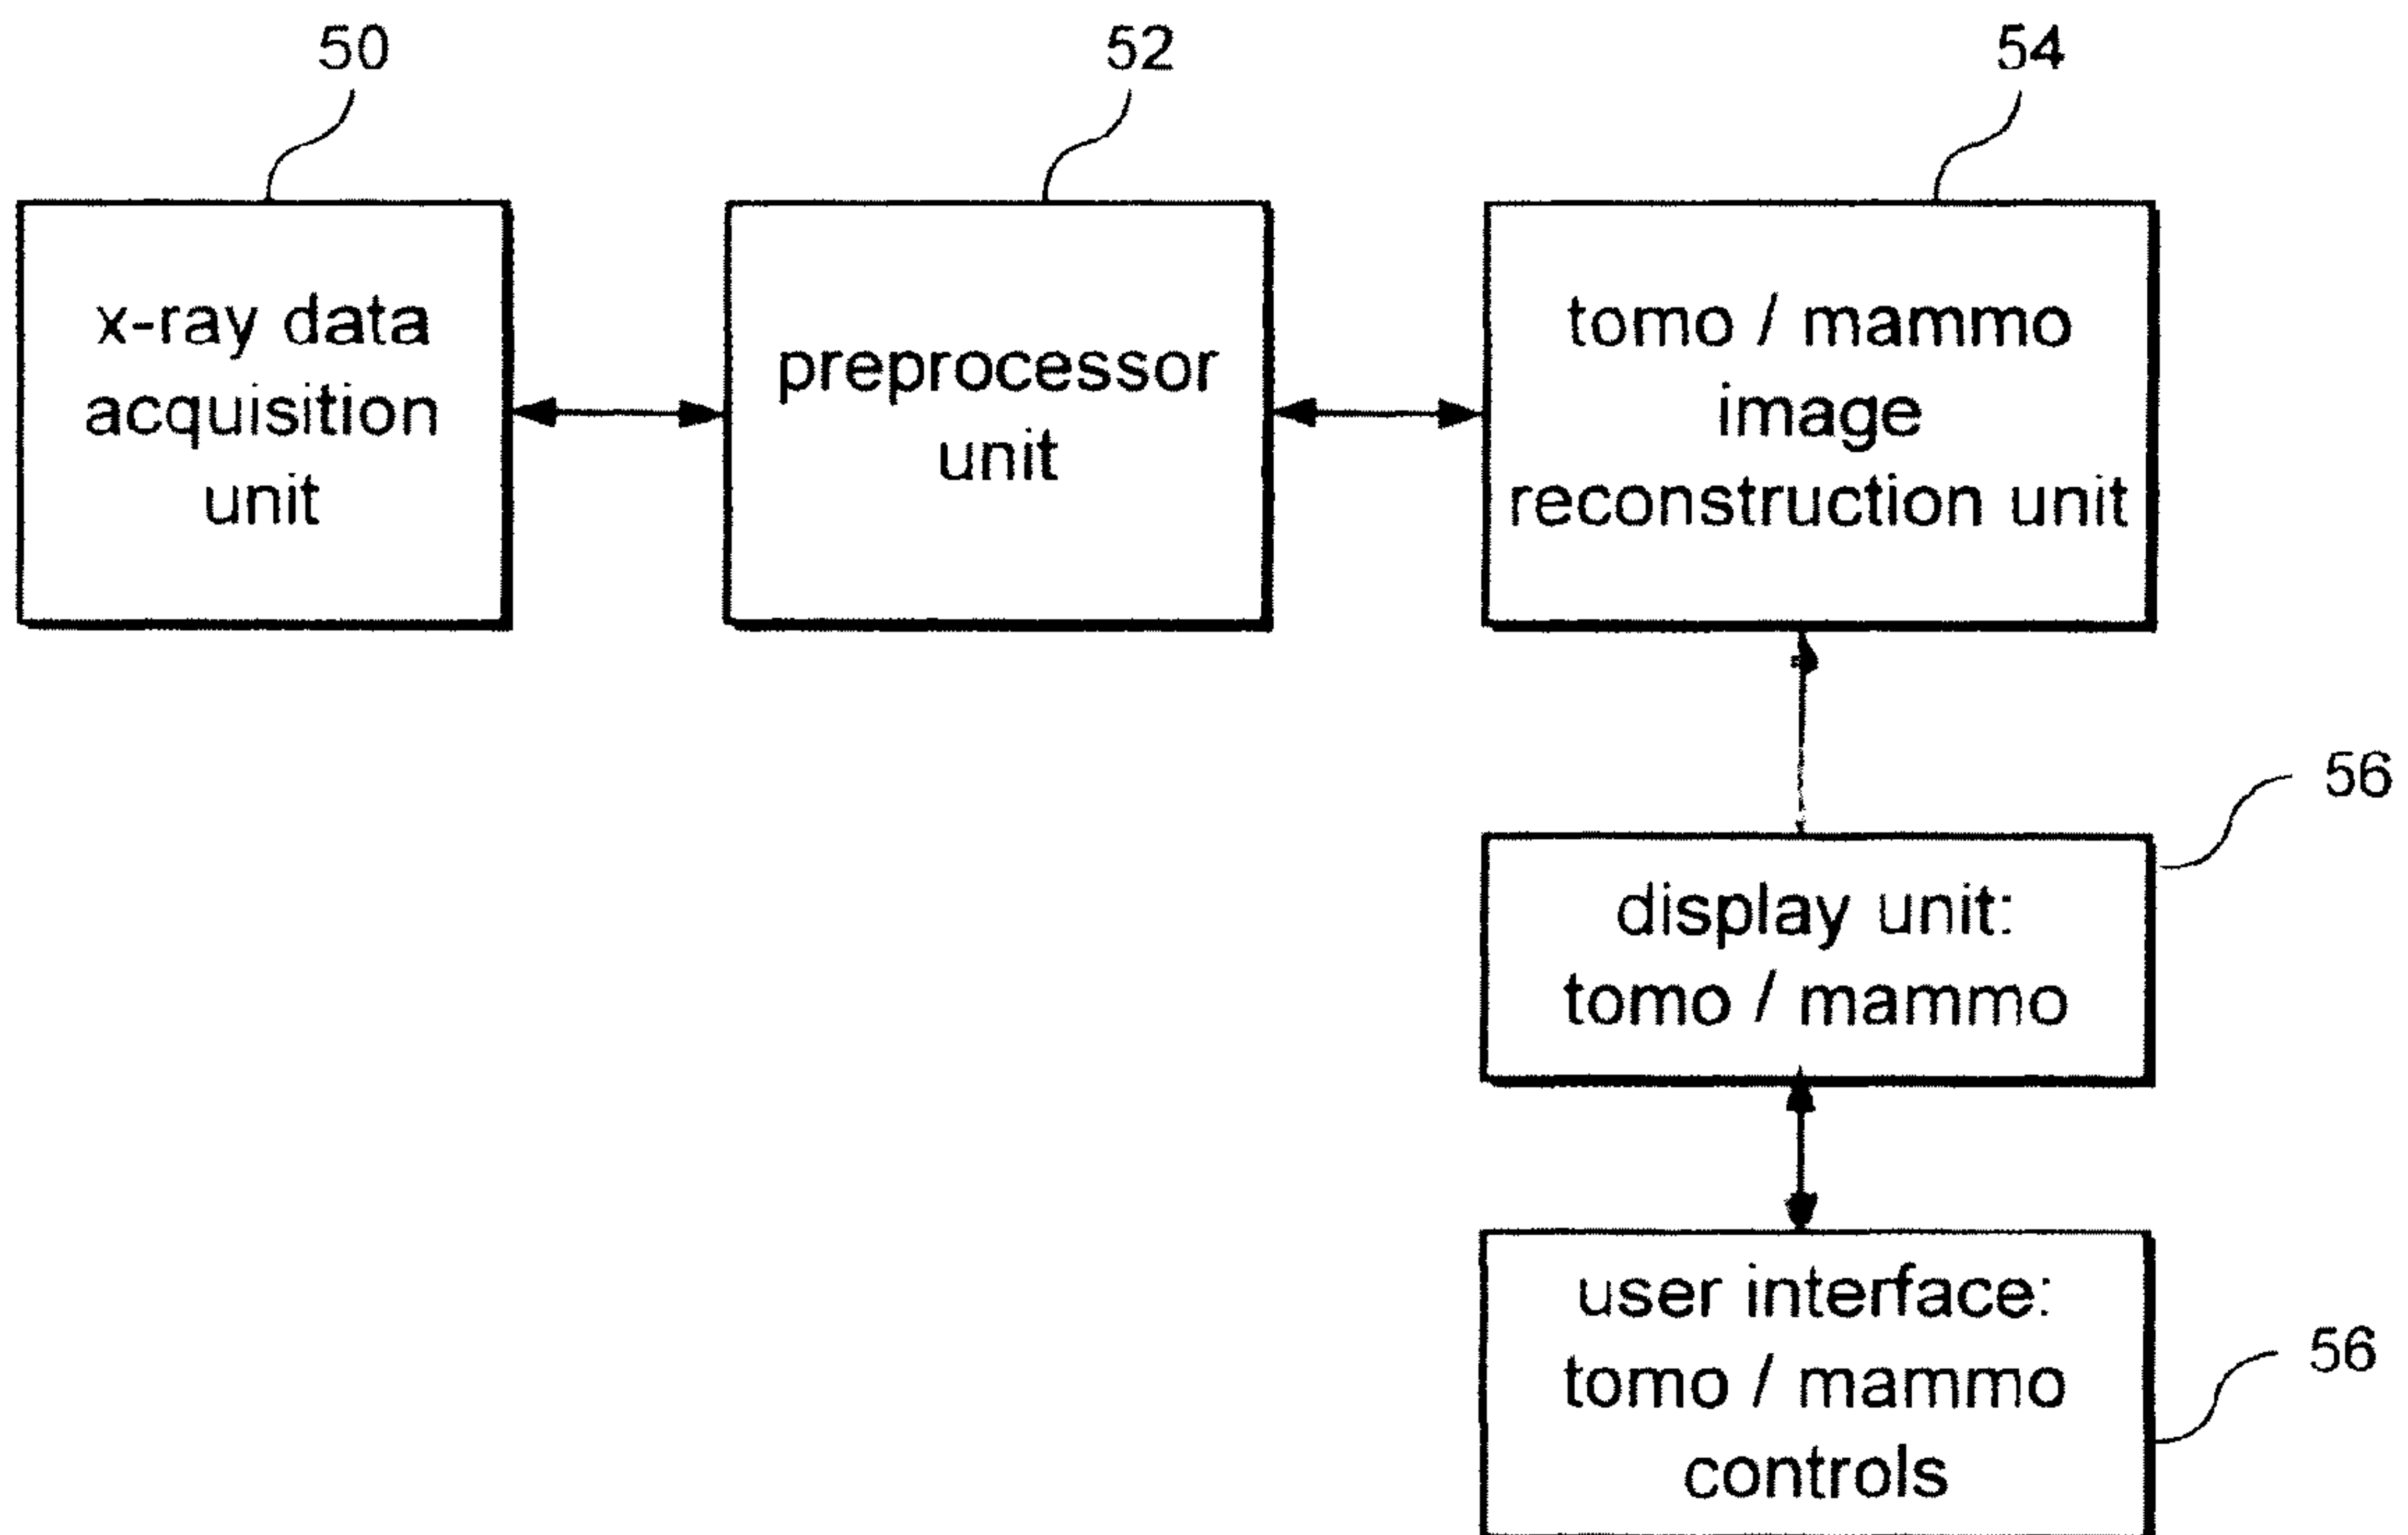 50
52
54
x-ray data
acquisition
unit
preprocessor
unit
tomo / mammo
image
reconstruction unit
56
display unit:
tomo / mammo
user interface:
tomo / mammo
controls
56